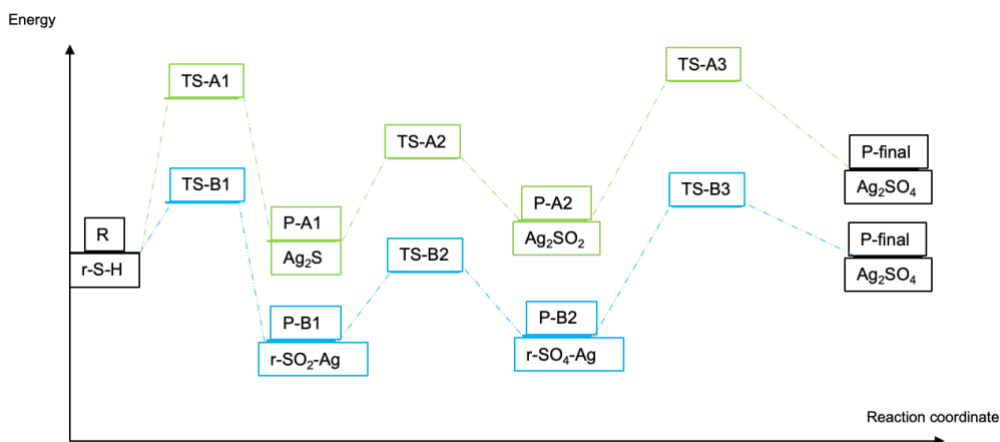 Energy
TS-A1
TS-A3
TS-A2
P-final
Ag₂SO₄
TS-B1
TS-B3
P-A1
Ag₂S
P-A2
Ag₂SO₂
R
r-S-H
TS-B2
P-final
Ag₂SO₄
P-B1
r-SO₂-Ag
P-B2
r-SO₄-Ag
Reaction coordinate